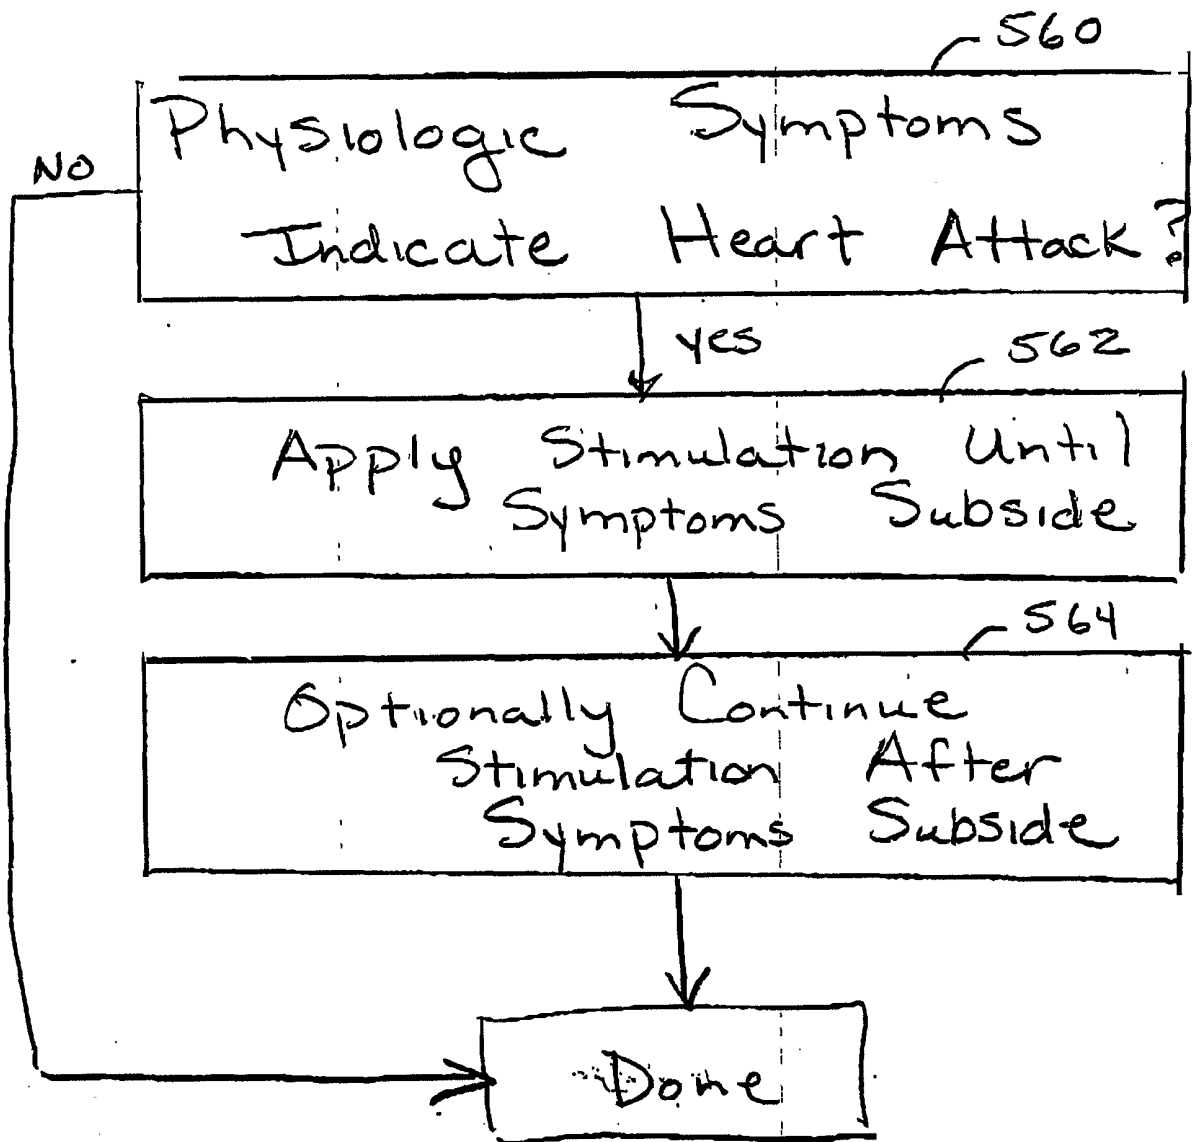 560
Physiologic Symptoms
NO
Indicate Heart Attack?
yes
562
Apply Stimulation Until
Symptoms Subside
564
Optionally Continue
Stimulation After
Symptoms Subside
Done